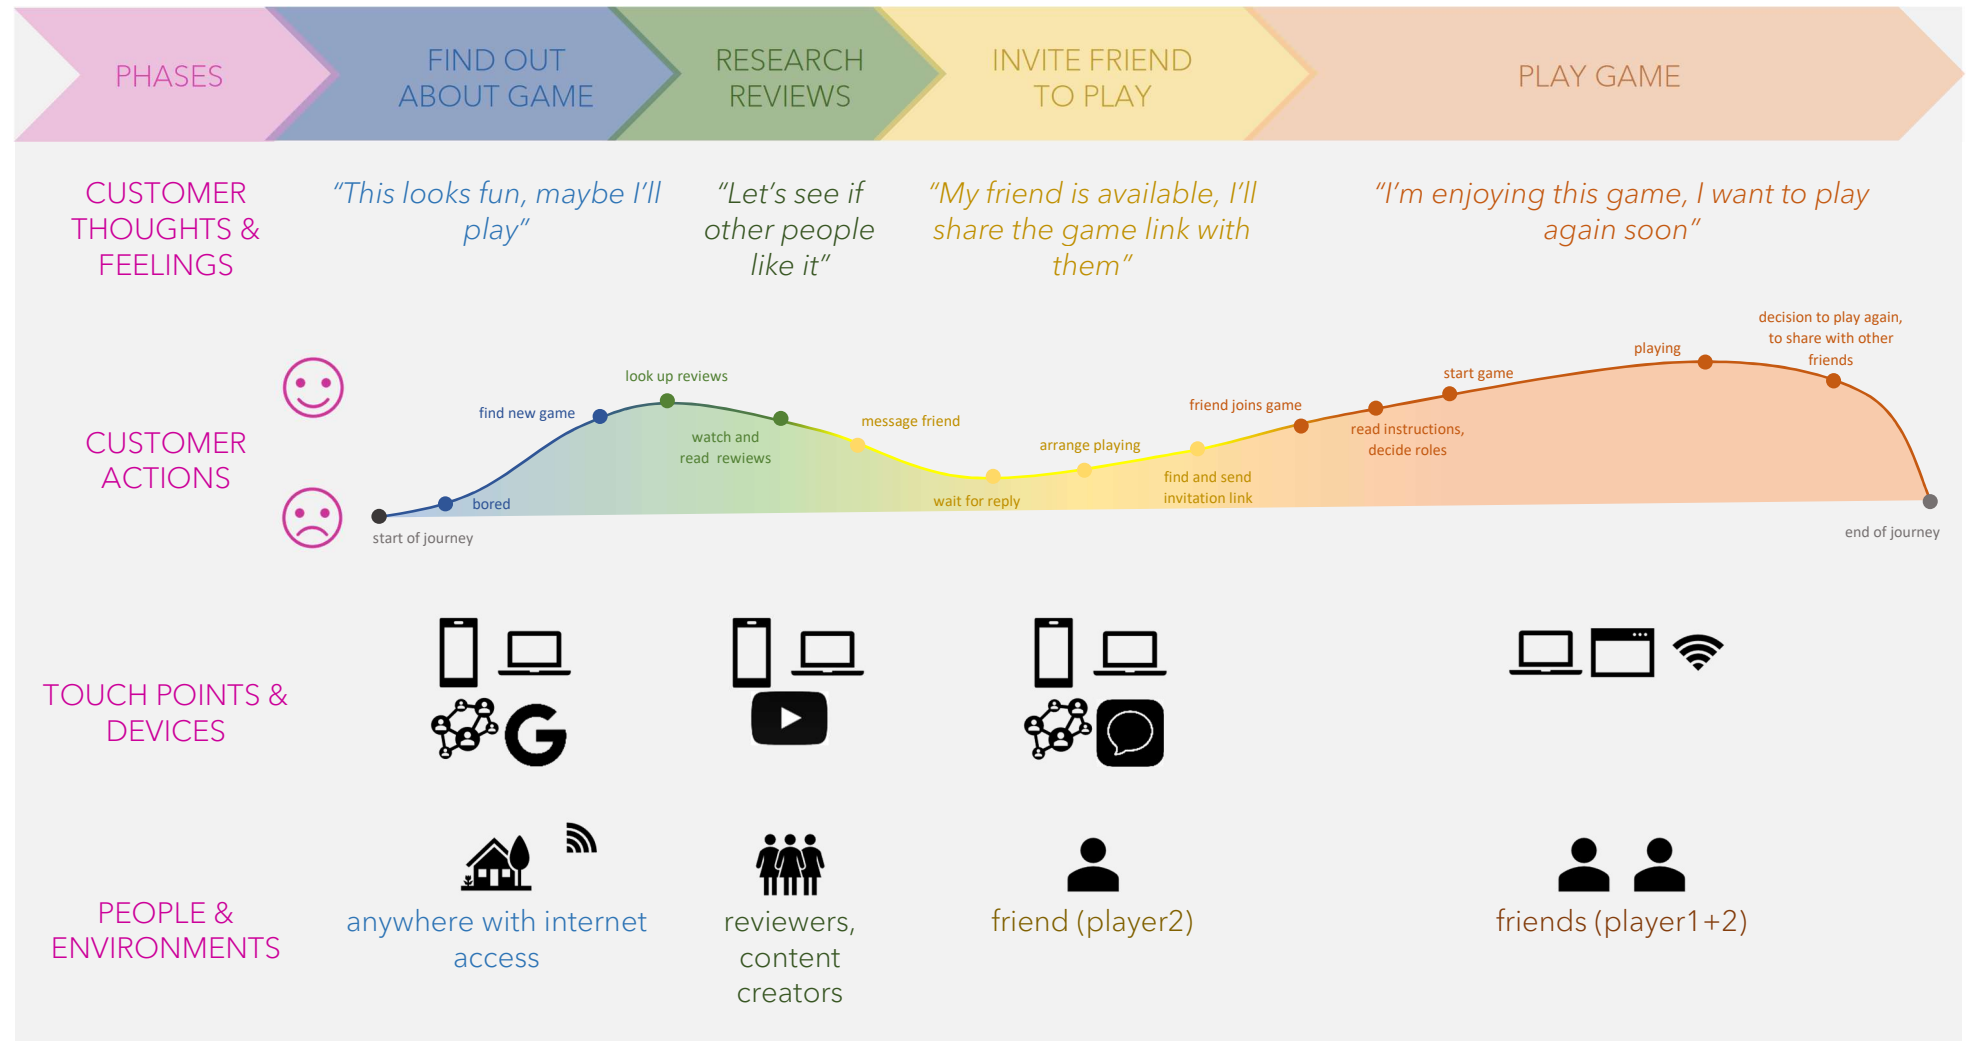 PHASES
FIND OUT
ABOUT GAME
RESEARCH
REVIEWS
INVITE FRIEND
TO PLAY
PLAY GAME
CUSTOMER
THOUGHTS &
FEELINGS
“This looks fun, maybe I’ll
play”
“Let’s see if
other people
like it”
“My friend is available, I’ll
share the game link with
them”
“I’m enjoying this game, I want to play
again soon”
CUSTOMER
ACTIONS
start of journey
bored
find new game
look up reviews
watch and
read rewiews
message friend
wait for reply
arrange playing
find and send
invitation link
friend joins game
read instructions,
decide roles
start game
playing
decision to play again,
to share with other
friends
end of journey
TOUCH POINTS &
DEVICES
G
PEOPLE &
ENVIRONMENTS
anywhere with internet
access
reviewers,
content
creators
friend (player2)
friends (player1+2)